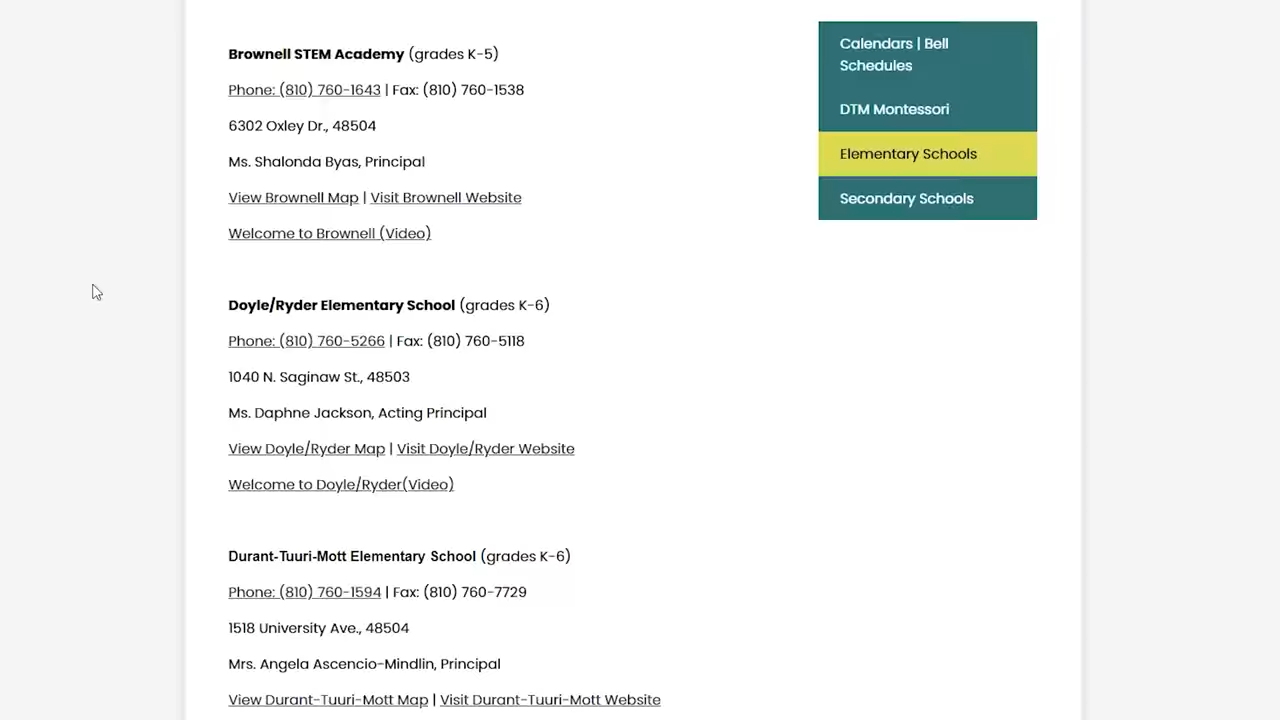 Brownell STEM Academy (grades K-5)
Phone: (810) 760-1643 | Fax: (810) 760-1538
6302 Oxley Dr., 48504
Ms. Shalonda Byas, Principal
View Brownell Map | Visit Brownell Website
Welcome to Brownell (Video)
Doyle/Ryder Elementary School (grades K-6)
Phone: (810) 760-5266 | Fax: (810) 760-5118
1040 N. Saginaw St., 48503
Ms. Daphne Jackson, Acting Principal
View Doyle/Ryder Map | Visit Doyle/Ryder Website
Welcome to Doyle/Ryder(Video)
Durant-Tuuri-Mott Elementary School (grades K-6)
Phone: (810) 760-1594 | Fax: (810) 760-7729
1518 University Ave., 48504
Mrs. Angela Ascencio-Mindlin, Principal
View Durant-Tuuri-Mott Map | Visit Durant-Tuuri-Mott Website
Calendars | Bell
Schedules
DTM Montessori
Elementary Schools
Secondary Schools